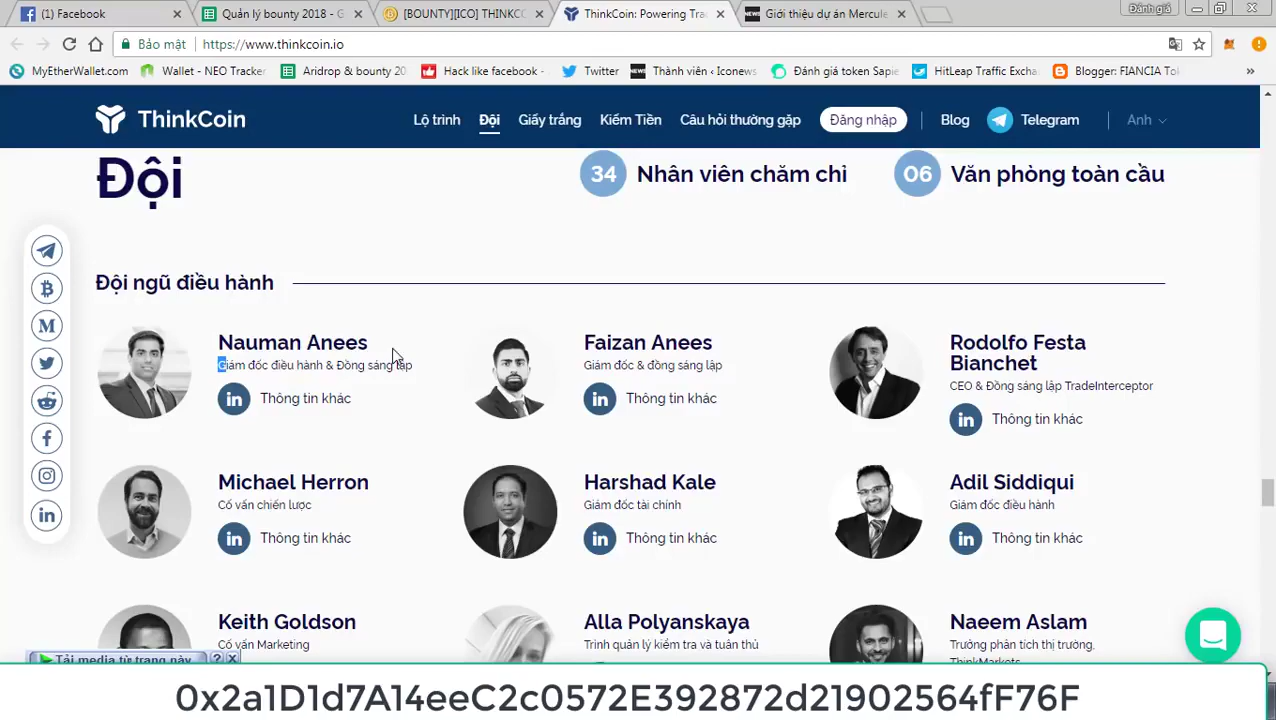 (1) Facebook
Quản lý bounty 2018 - G
[BOUNTY][ICO] THINKCO
ThinkCoin: Powering Tra
Giới thiệu dự án Mercule
Đánh giá
Bảo mật
https://www.thinkcoin.io
MyEtherWallet.com
Wallet - NEO Tracker
Aridrop & bounty 20
Hack like facebook -
Twitter
Thành viên ‹ Iconews
Đánh giá token Sapie
HitLeap Traffic Excha
Blogger: FIANCIA Tok
»
ThinkCoin
Lộ trình
Đội
Giấy trắng
Kiếm Tiền
Câu hỏi thường gặp
Đăng nhập
Blog
Telegram
Anh
Đội
34 Nhân viên chăm chỉ
06 Văn phòng toàn cầu
Đội ngũ điều hành
Nauman Anees
Giám đốc điều hành & Đồng sáng lập
Thông tin khác
Faizan Anees
Giám đốc & đồng sáng lập
Thông tin khác
Rodolfo Festa
Bianchet
CEO & Đồng sáng lập TradeInterceptor
Thông tin khác
Michael Herron
Cố vấn chiến lược
Thông tin khác
Harshad Kale
Giám đốc tài chính
Thông tin khác
Adil Siddiqui
Giám đốc điều hành
Thông tin khác
Keith Goldson
Cố vấn Marketing
Alla Polyanskaya
Trình quản lý kiểm tra và tuân thủ
Naeem Aslam
Trưởng phân tích thị trường,
ThinkMarkets
Tải media từ trang này
?
0x2a1D1d7A14eeC2c0572E392872d21902564fF76F